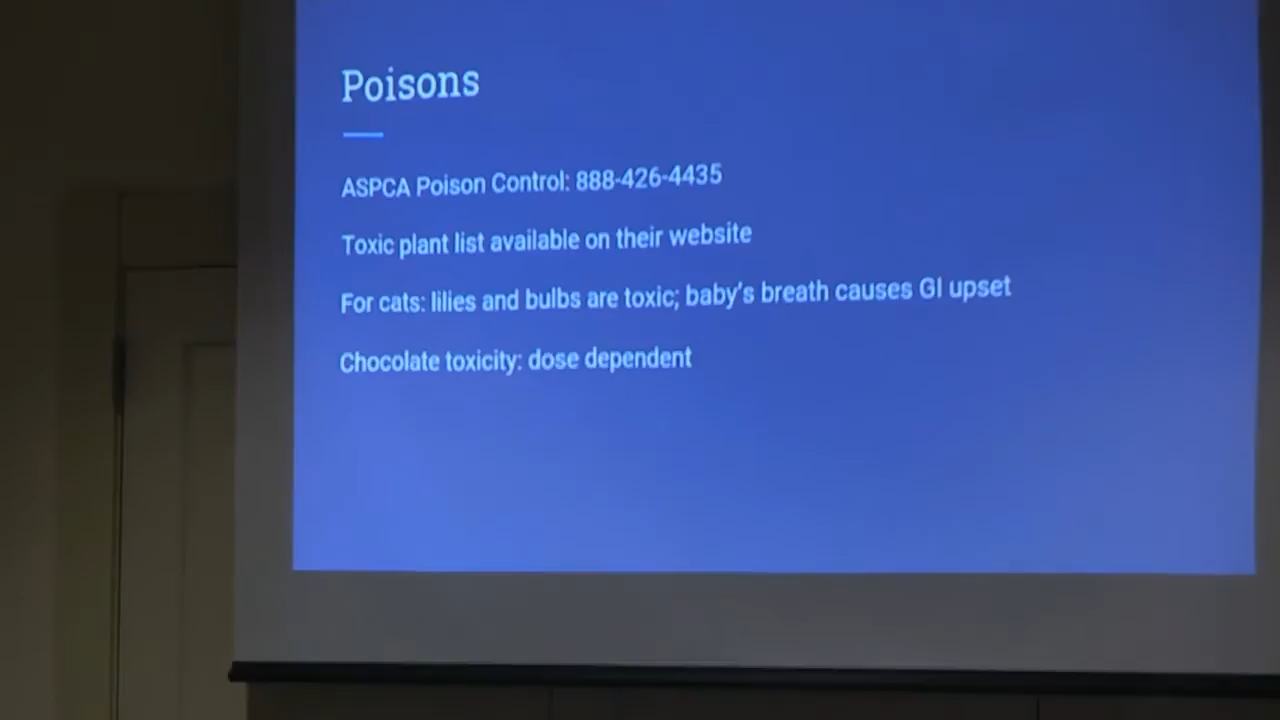 Poisons
ASPCA Poison Control: 888-426-4435
Toxic plant list available on their website
For cats: lilies and bulbs are toxic; baby's breath causes GI upset
Chocolate toxicity: dose dependent